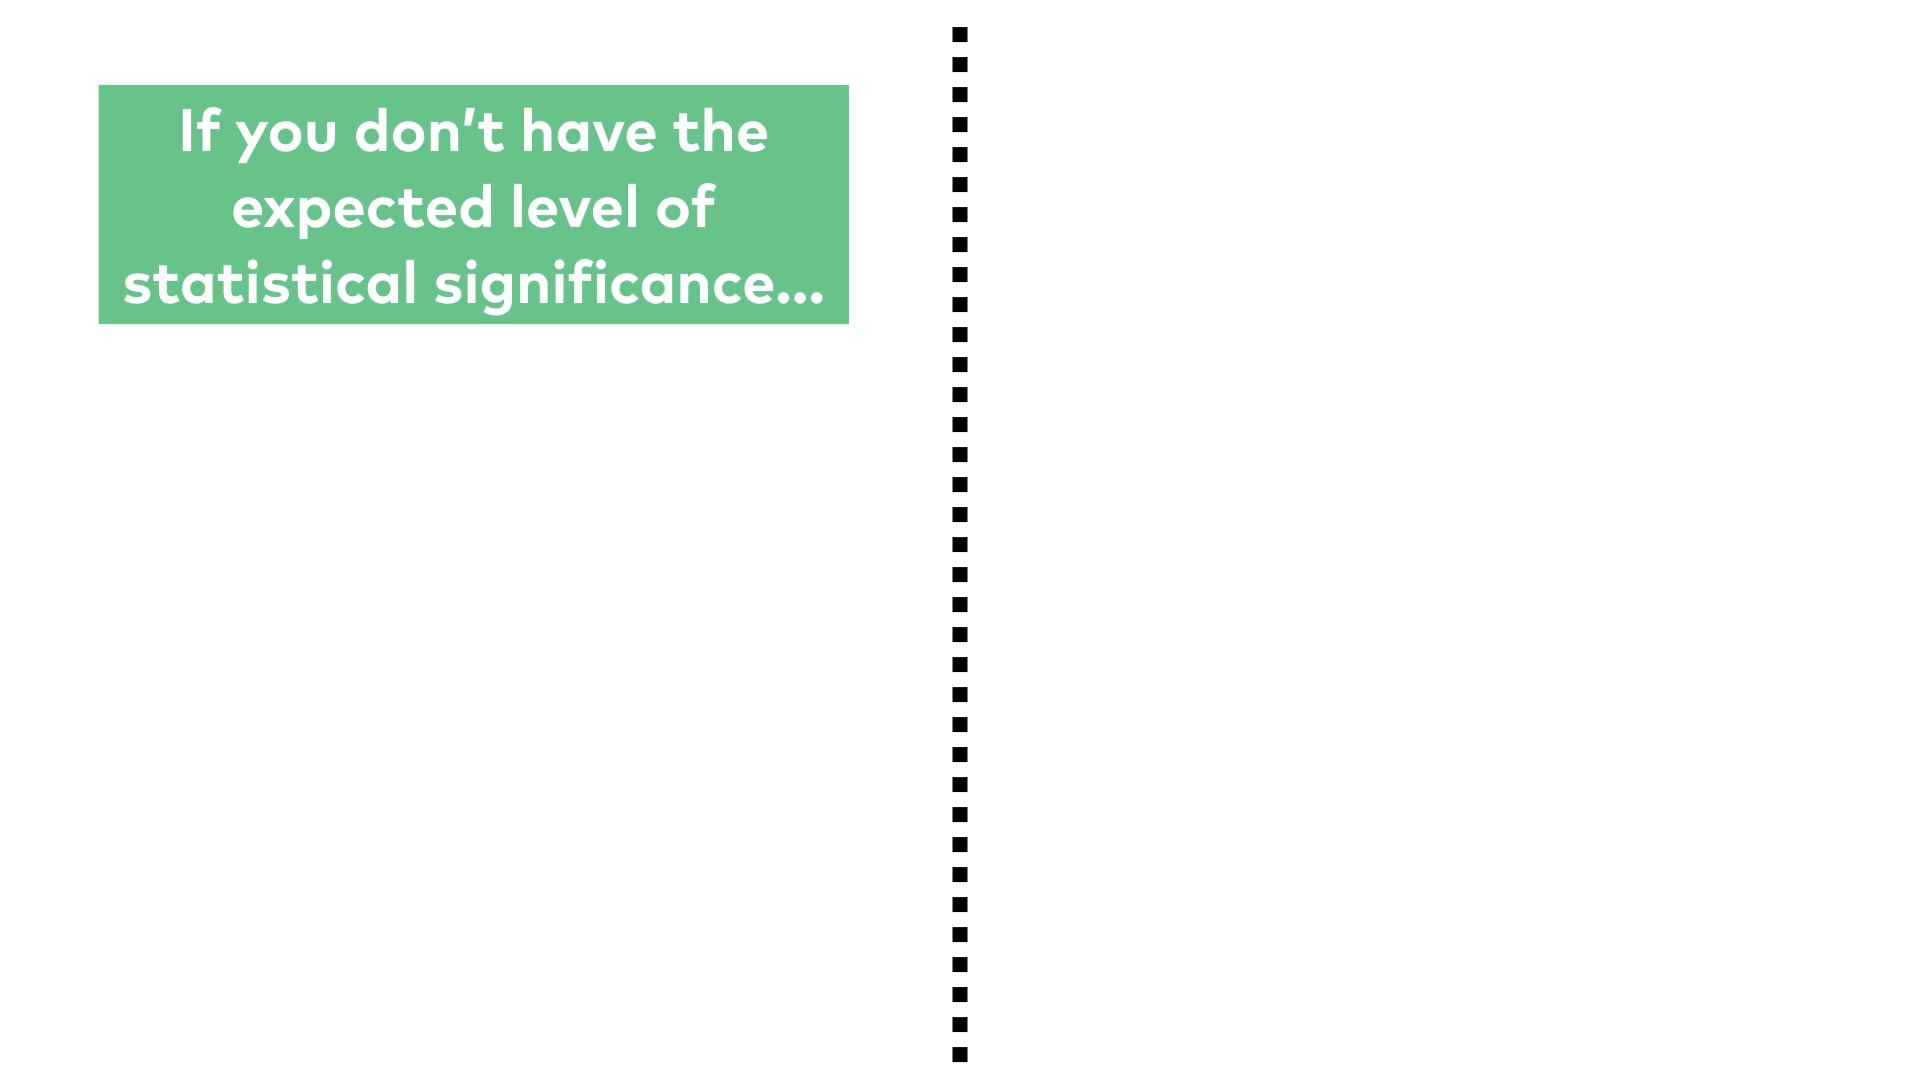 If you don’t have the
expected level of
statistical significance...